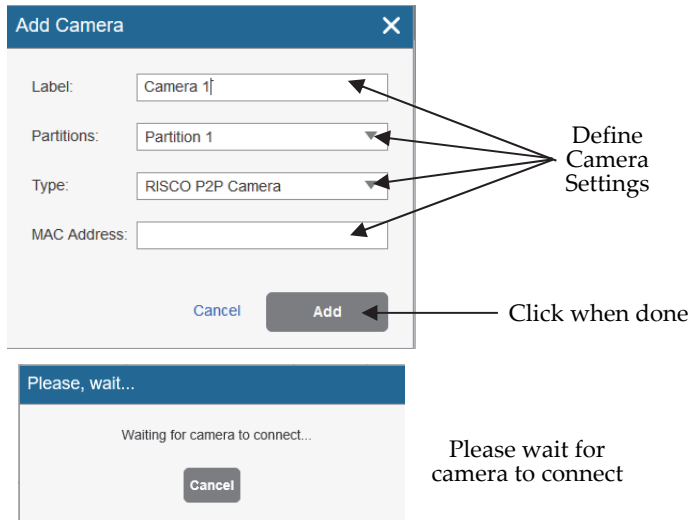 Add Camera
Label: Camera 1
Partitions: Partition 1
Type: RISCO P2P Camera
MAC Address:
Define
Camera
Settings
Cancel Add
Click when done
Please, wait...
Waiting for camera to connect...
Cancel
Please wait for
camera to connect